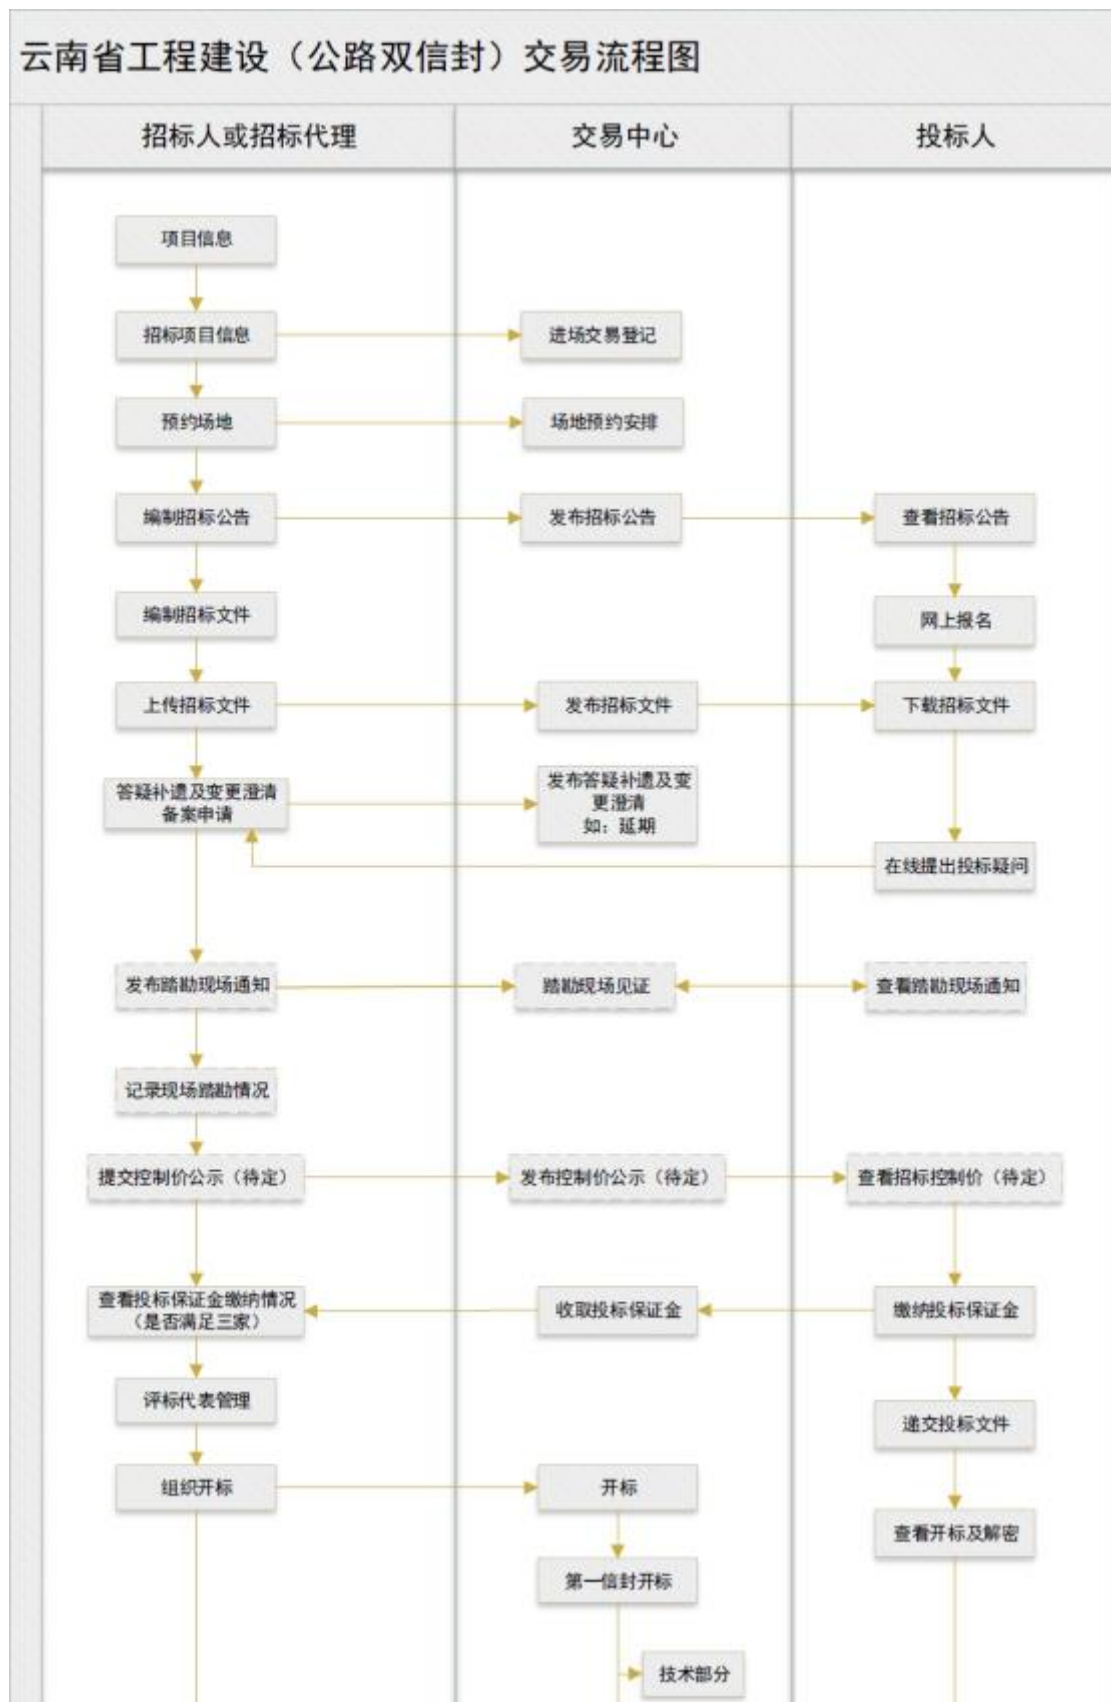 云南省工程建设（公路双信封）交易流程图
招标人或招标代理
交易中心
投标人
项目信息
招标项目信息
进场交易登记
预约场地
场地预约安排
编制招标公告
发布招标公告
查看招标公告
编制招标文件
网上报名
上传招标文件
发布招标文件
下载招标文件
答疑补遗及变更澄清
备案申请
发布答疑补遗及变
更澄清
如：延期
在线提出投标疑问
发布踏勘现场通知
踏勘现场见证
查看踏勘现场通知
记录现场踏勘情况
提交控制价公示（待定）
发布控制价公示（待定）
查看招标控制价（待定）
查看投标保证金缴纳情况
（是否满足三家）
收取投标保证金
缴纳投标保证金
评标代表管理
递交投标文件
组织开标
开标
查看开标及解密
第一信封开标
技术部分